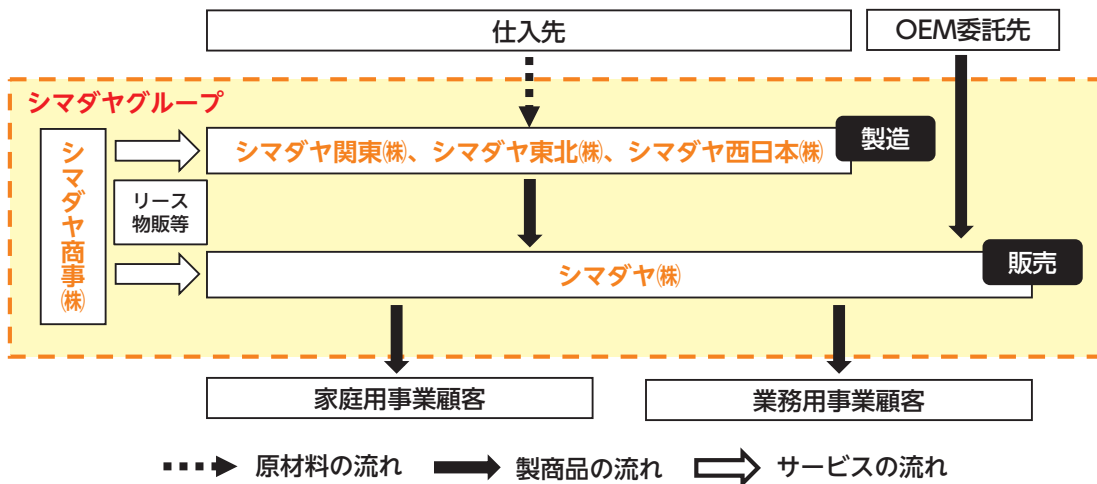 仕入先
OEM委託先
シマダヤグループ
シマダヤ商事㈱
シマダヤ関東㈱、シマダヤ東北㈱、シマダヤ西日本㈱
製造
リース
物販等
シマダヤ㈱
販売
家庭用事業顧客
業務用事業顧客
原材料の流れ
製商品の流れ
サービスの流れ